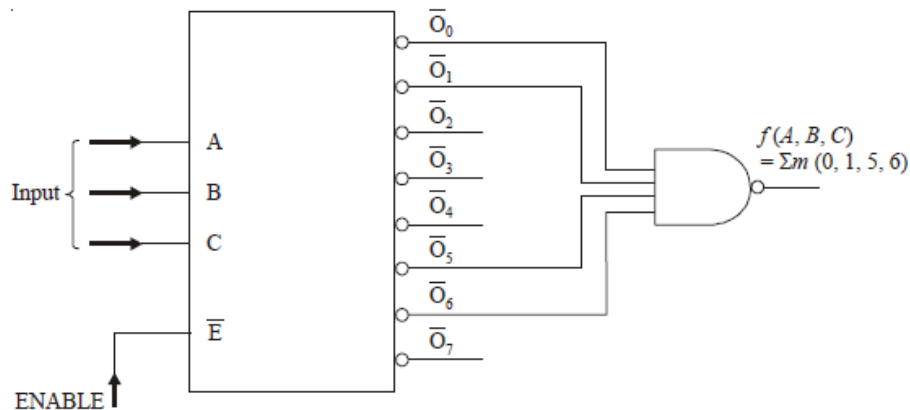 O̅₀
O̅₁
O̅₂
A
O̅₃
Input
B
O̅₄
C
O̅₅
O̅₆
E̅
O̅₇
ENABLE
f (A, B, C)
= Σm (0, 1, 5, 6)